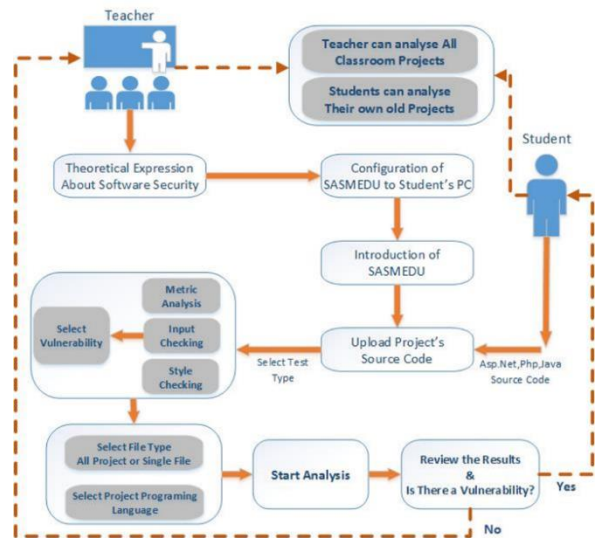 Teacher
Teacher can analyse All
Classroom Projects
Students can analyse
Their own old Projects
Student
Theoretical Expression
About Software Security
Configuration of
SASMEDU to Student's PC
Introduction of
SASMEDU
Metric
Analysis
Select
Vulnerability
Input
Checking
Style
Checking
Select Test
Type
Upload Project's
Source Code
Asp.Net,Php,Java
Source Code
Select File Type
All Project or Single File
Select Project Programing
Language
Start Analysis
Review the Results
&
Is There a Vulnerability?
Yes
No